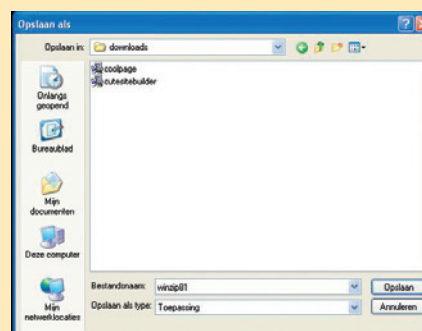 Opslaan als
Opslaan in:
downloads
coolpage
cutesitebuilder
Onlangs
geopend
Bureaublad
Mijn
documenten
Deze computer
Mijn
netwerklocaties
Bestandsnaam:
winzip81
Opslaan
Opslaan als type:
Toepassing
Annuleren